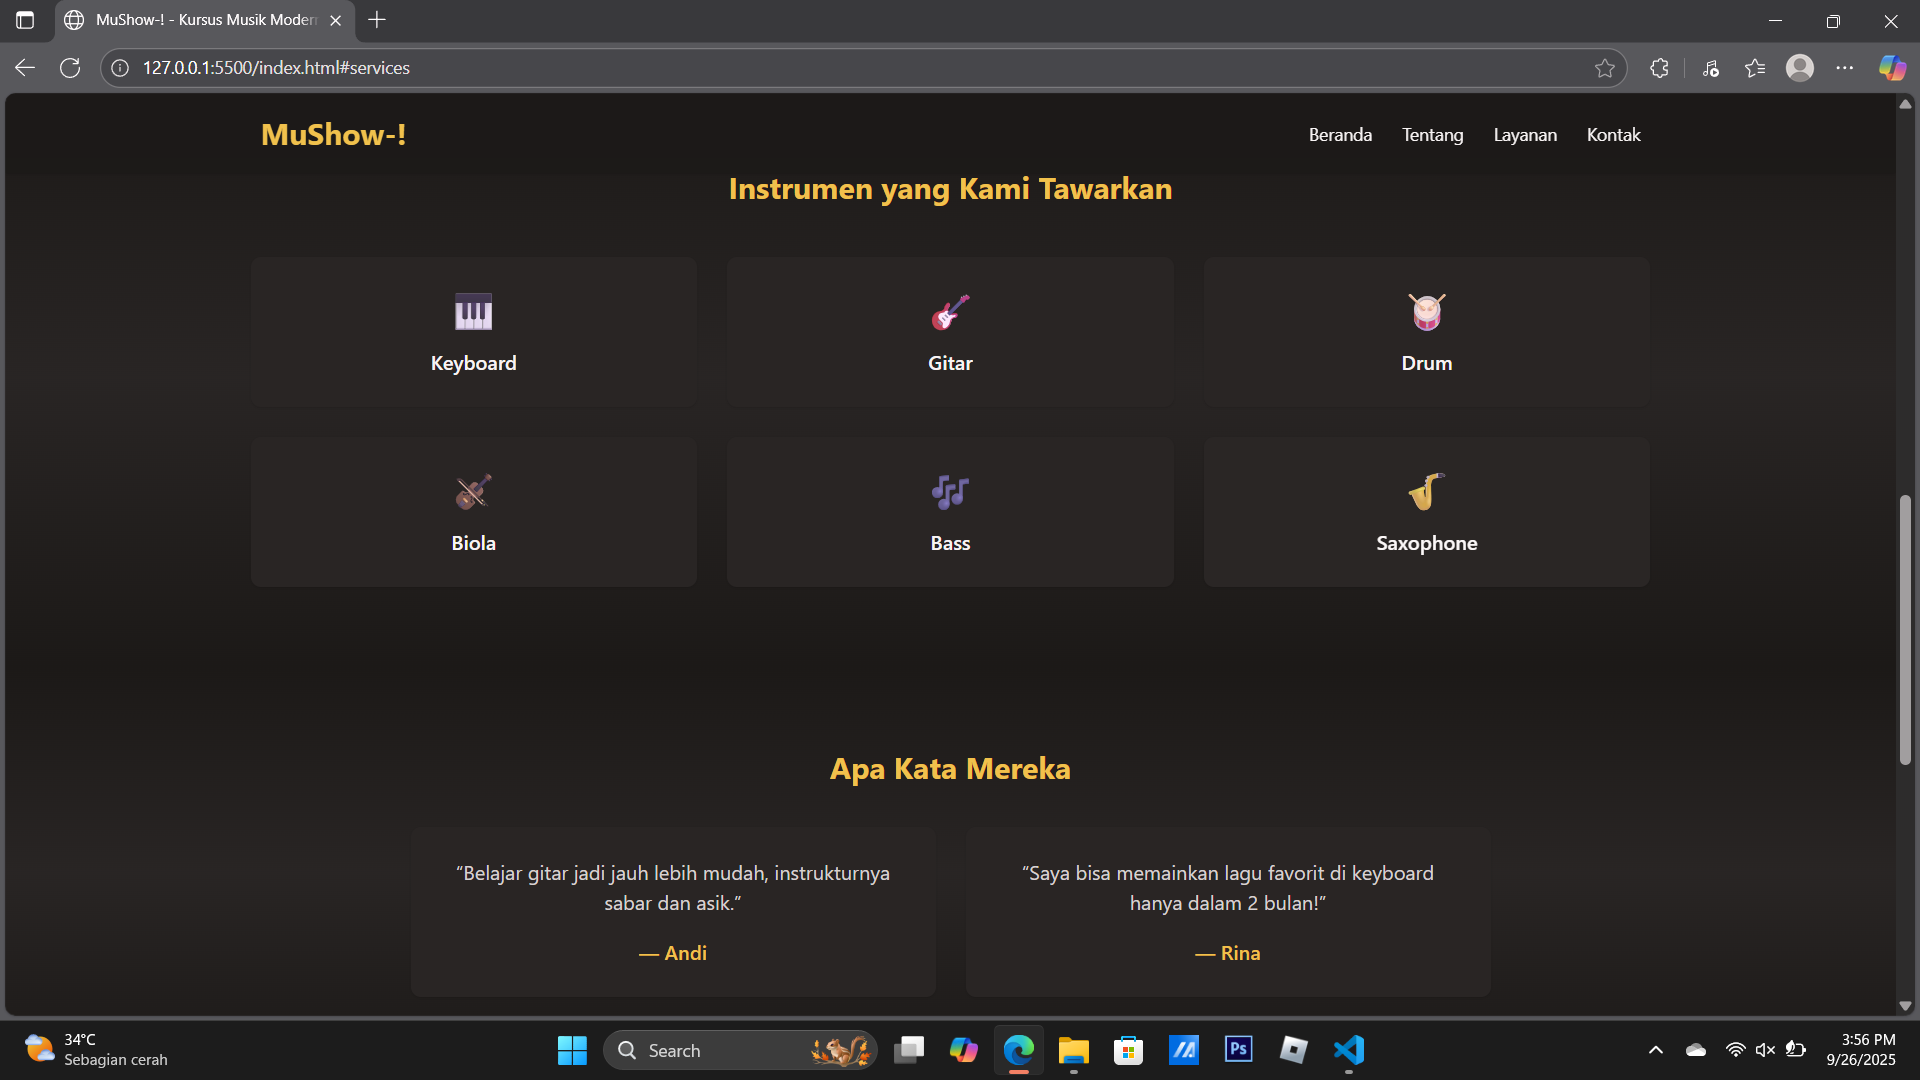 MuShow-! - Kursus Musik Modern
127.0.0.1:5500/index.html#services
MuShow-!
Beranda Tentang Layanan Kontak
Instrumen yang Kami Tawarkan
Keyboard Gitar Drum
Biola Bass Saxophone
Apa Kata Mereka
“Belajar gitar jadi jauh lebih mudah, instrukturnya
sabar dan asik.”
— Andi
“Saya bisa memainkan lagu favorit di keyboard
hanya dalam 2 bulan!”
— Rina
34°C
Sebagian cerah
Search
Ps
3:56 PM
9/26/2025